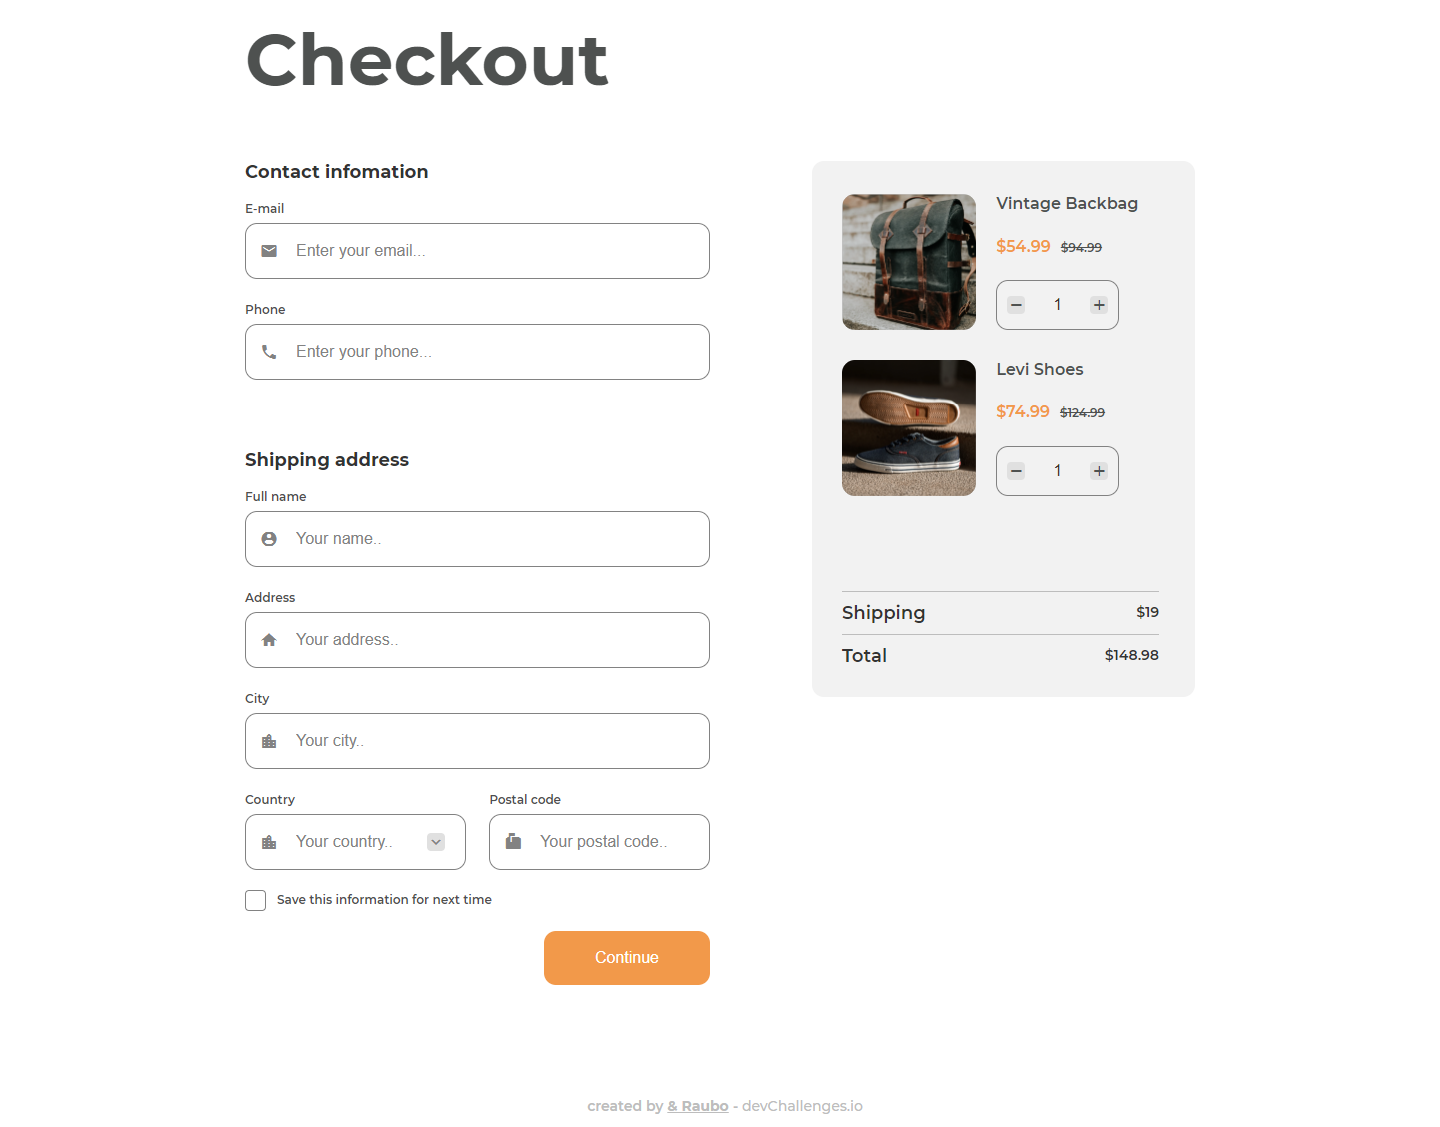 Checkout
Contact infomation
E-mail
Enter your email...
Phone
Enter your phone...
Shipping address
Full name
Your name..
Address
Your address..
City
Your city..
Country
Your country..
Postal code
Your postal code..
Save this information for next time
Continue
Vintage Backbag
$54.99 $94.99
1
Levi Shoes
$74.99 $124.99
1
Shipping $19
Total $148.98
created by & Raubo - devChallenges.io